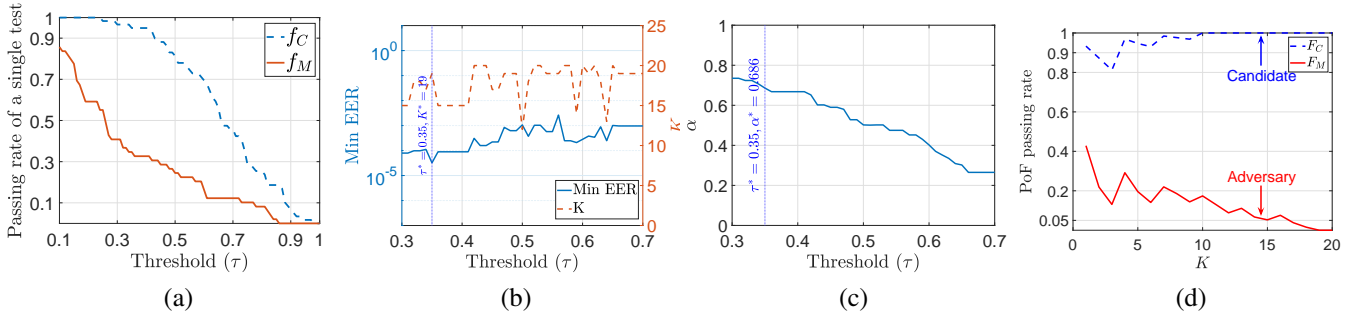 Passing rate of a single test
1
0.9
0.7
0.5
0.3
0.1
0.1
0.3
0.5
0.7
0.9
1
Threshold (τ)
f_C
f_M
(a)
Min EER
10^0
10^-5
τ* = 0.35, K* = 19
Min EER
K
25
20
15
10
5
0
K
0.3
0.4
0.5
0.6
0.7
Threshold (τ)
(b)
α
1
0.8
0.6
0.4
0.2
0
τ* = 0.35, α* = 0.686
0.3
0.4
0.5
0.6
0.7
Threshold (τ)
(c)
PoF passing rate
1
0.9
0.8
0.4
0.2
0.05
F_C
F_M
Candidate
Adversary
0
5
10
15
20
K
(d)